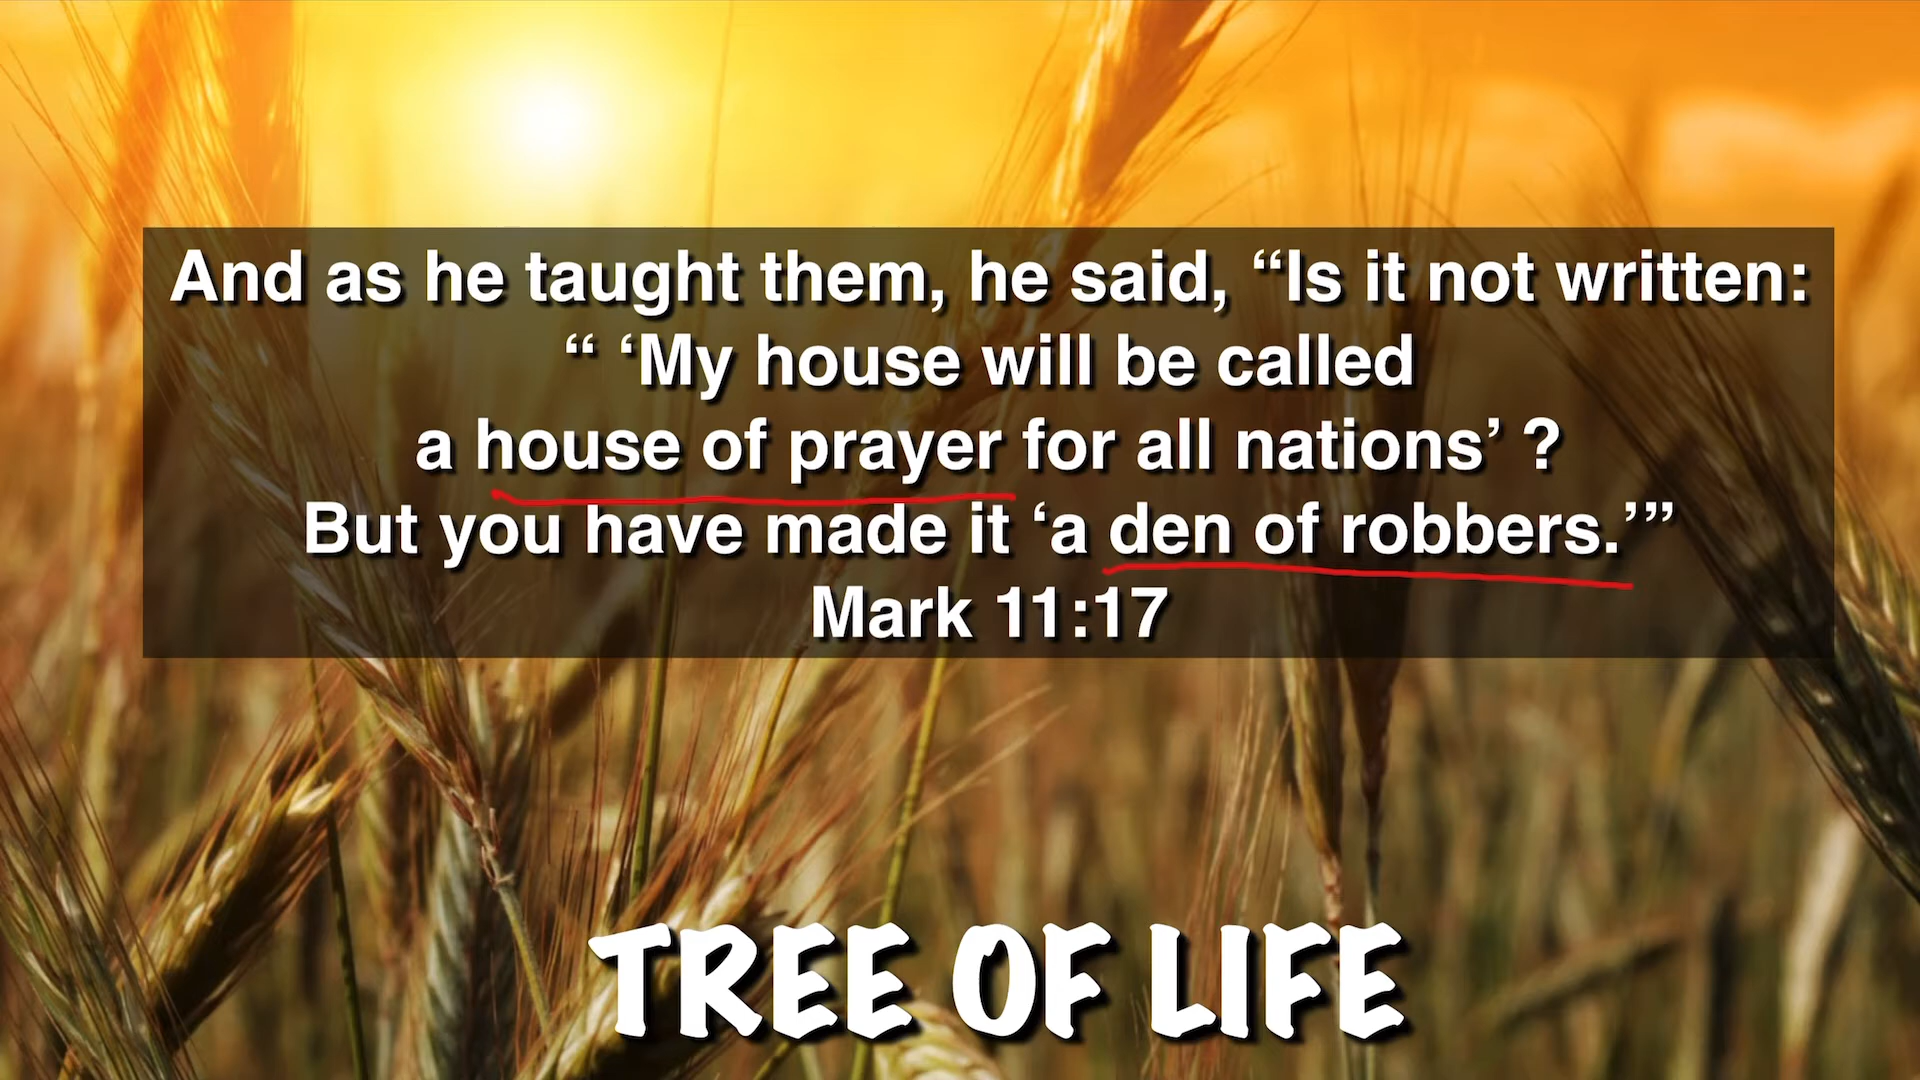 And as he taught them, he said, “Is it not written:
“ ‘My house will be called
a house of prayer for all nations’ ?
But you have made it ‘a den of robbers.’”
Mark 11:17
TREE OF LIFE